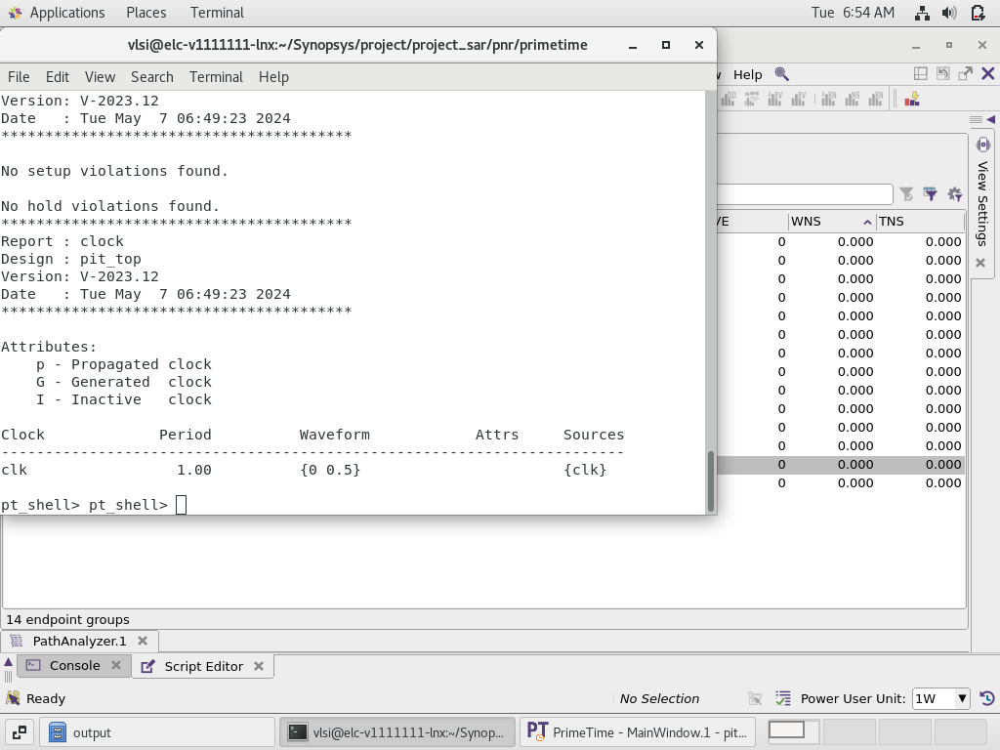 Applications Places Terminal Tue 6:54 AM
vlsi@elc-v1111111-lnx:~/Synopsys/project/project_sar/pnr/primetime
File Edit View Search Terminal Help
Help
Version: V-2023.12
Date   : Tue May  7 06:49:23 2024
****************************************
No setup violations found.
No hold violations found.
****************************************
Report : clock
Design : pit_top
Version: V-2023.12
Date   : Tue May  7 06:49:23 2024
****************************************
Attributes:
    p - Propagated clock
    G - Generated  clock
    I - Inactive   clock
Clock             Period          Waveform            Attrs     Sources
-----------------------------------------------------------------------
clk                 1.00          {0 0.5}                       {clk}
pt_shell> pt_shell>
VE WNS TNS
0 0.000 0.000
0 0.000 0.000
0 0.000 0.000
0 0.000 0.000
0 0.000 0.000
0 0.000 0.000
0 0.000 0.000
0 0.000 0.000
0 0.000 0.000
0 0.000 0.000
0 0.000 0.000
0 0.000 0.000
0 0.000 0.000
0 0.000 0.000
View Settings
14 endpoint groups
PathAnalyzer.1
Console Script Editor
Ready No Selection Power User Unit: 1W
output vlsi@elc-v1111111-lnx:~/Synop... PT PrimeTime - MainWindow.1 - pit...